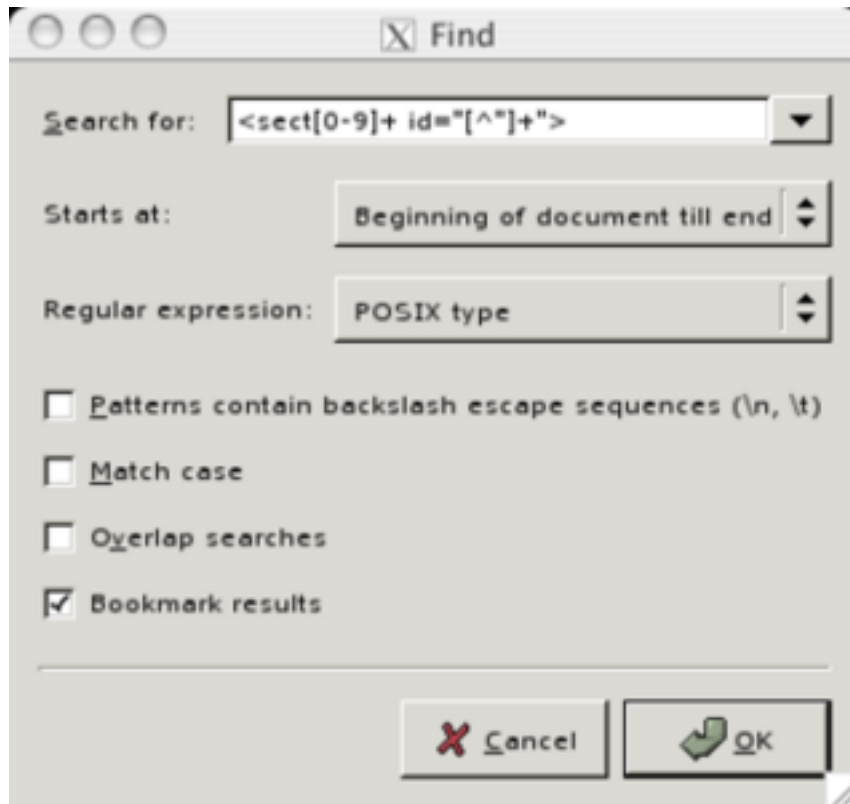 Find
Search for: <sect[0-9]+ id="[^"]+">
Starts at: Beginning of document till end
Regular expression: POSIX type
Patterns contain backslash escape sequences (\n, \t)
Match case
Overlap searches
Bookmark results
Cancel OK